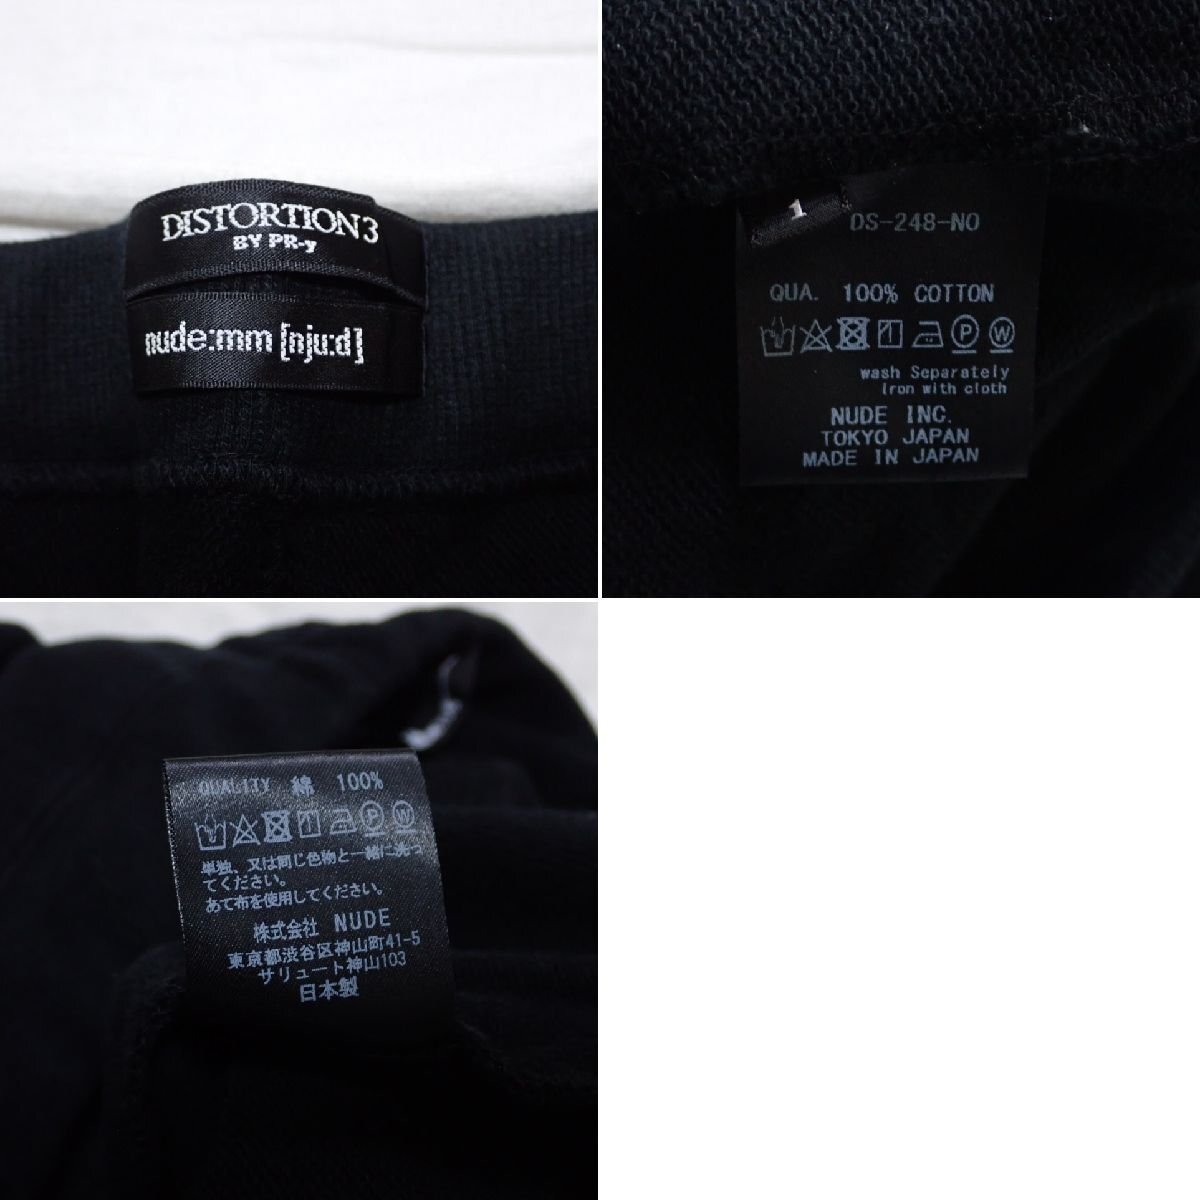 DISTORTION3
BY PR-y
nude:mm [nju:d]
1
DS-248-NO
QUA. 100% COTTON
P W
wash Separately
Iron with cloth
NUDE INC.
TOKYO JAPAN
MADE IN JAPAN
QUALITY 綿 100%
P W
単独、又は同じ色物と一緒に洗っ
てください。
あて布を使用してください。
株式会社 NUDE
東京都渋谷区神山町41-5
サリュート神山103
日本製